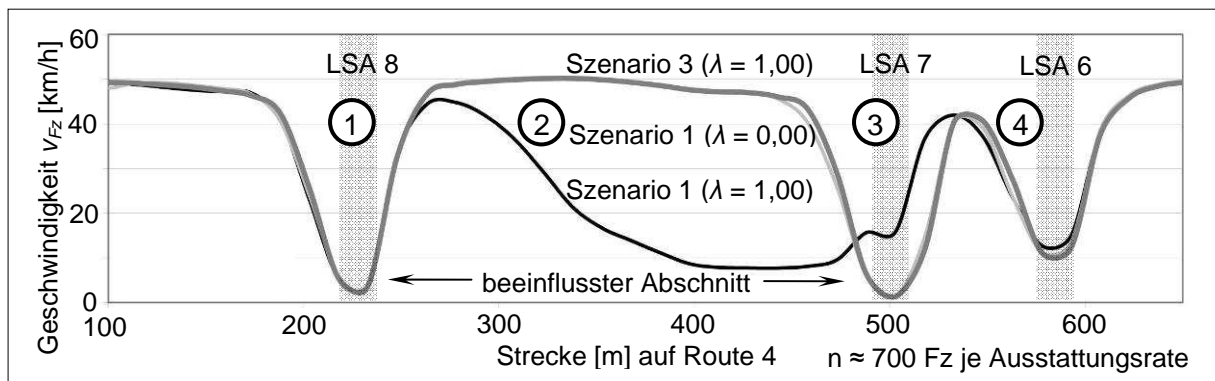 Geschwindigkeit v_Fz [km/h]
60
40
20
0
LSA 8
Szenario 3 (λ = 1,00)
LSA 7
LSA 6
1
2
3
4
Szenario 1 (λ = 0,00)
Szenario 1 (λ = 1,00)
beeinflusster Abschnitt
100
200
300
400
500
600
Strecke [m] auf Route 4
n ≈ 700 Fz je Ausstattungsrate